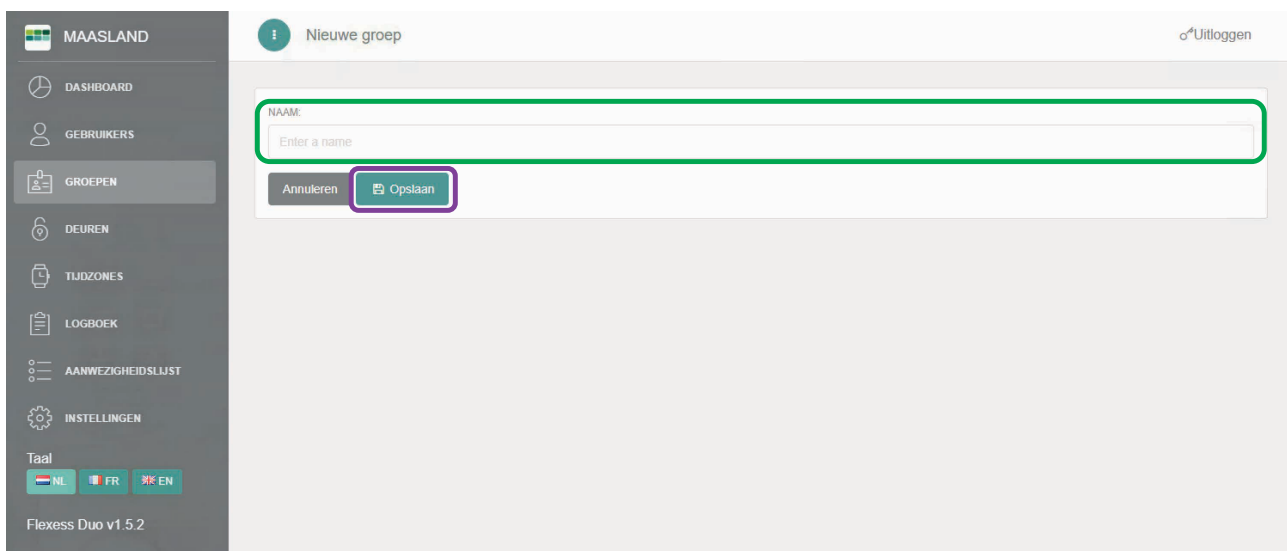 MAASLAND
Nieuwe groep
Uitloggen
DASHBOARD
GEBRUIKERS
GROEPEN
DEUREN
TIJDZONES
LOGBOEK
AANWEZIGHEIDSLIJST
INSTELLINGEN
Taal
NL FR EN
Flexess Duo v1.5.2
NAAM:
Enter a name
Annuleren Opslaan